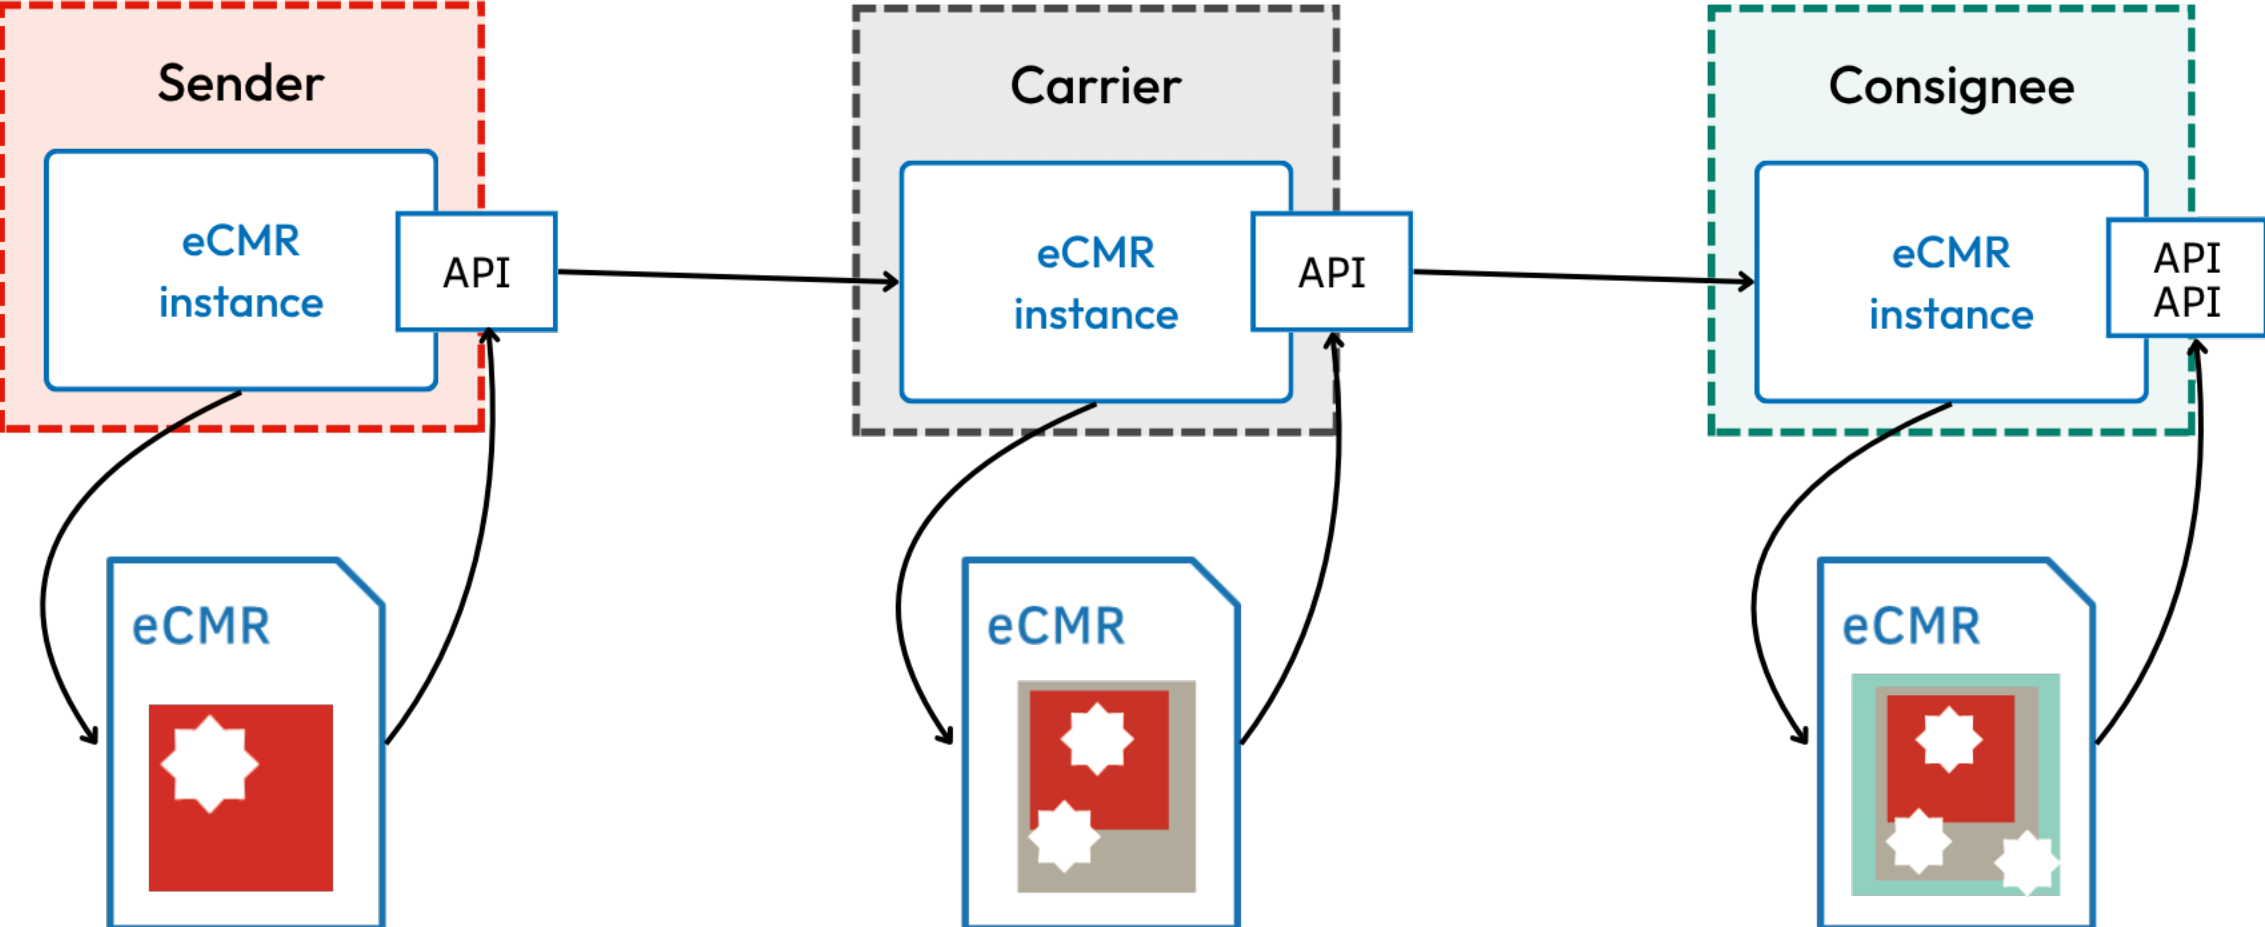 Sender
eCMR
instance
API
eCMR
Carrier
eCMR
instance
API
eCMR
Consignee
eCMR
instance
API
API
eCMR